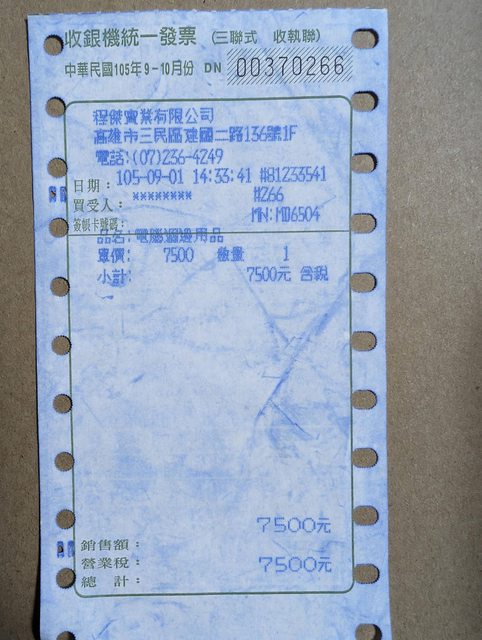 收銀機統一發票 (三聯式 收執聯)
中華民國105年9-10月份 DN 00370266
程傑實業有限公司
高雄市三民區建國二路136號1F
電話:(07)236-4249
日期: 105-09-01 14:33:41 #81233541
買受人: ******** HZ66
簽帳卡號碼: MN:MD6504
品名:電腦週邊用品
單價: 7500 數量 1
小計: 7500元 含稅
7500元
銷售額:
營業稅: 7500元
總計: